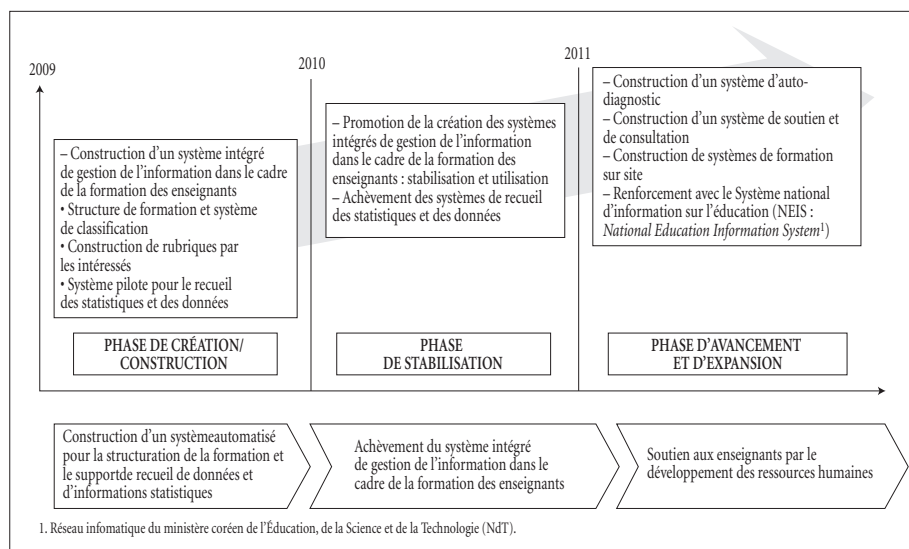 2009
2010
2011
– Construction d’un système intégré
de gestion de l’information dans le cadre
de la formation des enseignants
• Structure de formation et système
de classification
• Construction de rubriques par
les intéressés
• Système pilote pour le recueil
des statistiques et des données
– Promotion de la création des systèmes
intégrés de gestion de l’information
dans le cadre de la formation des
enseignants : stabilisation et utilisation
– Achèvement des systèmes de recueil
des statistiques et des données
– Construction d’un système d’auto-
diagnostic
– Construction d’un système de soutien et
de consultation
– Construction de systèmes de formation
sur site
– Renforcement avec le Système national
d’information sur l’éducation (NEIS :
National Education Information System¹)
PHASE DE CRÉATION/
CONSTRUCTION
PHASE
DE STABILISATION
PHASE D’AVANCEMENT
ET D’EXPANSION
Construction d’un systèmeautomatisé
pour la structuration de la formation et
le supportde recueil de données et
d’informations statistiques
Achèvement du système intégré
de gestion de l’information dans le
cadre de la formation des enseignants
Soutien aux enseignants par le
développement des ressources humaines
1. Réseau infomatique du ministère coréen de l’Éducation, de la Science et de la Technologie (NdT).